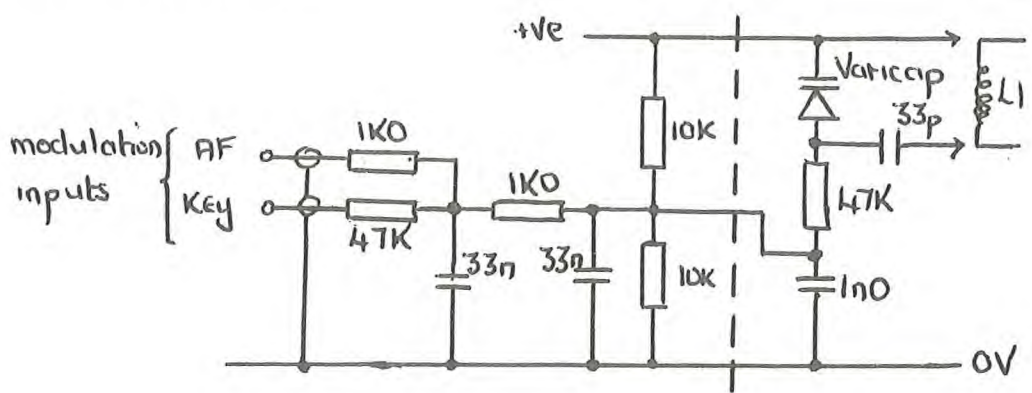 +ve
Varicap
L1
33p
1K0
10K
modulation AF
inputs KEY
1K0
47K
47K
33n
33n
10K
1n0
0V